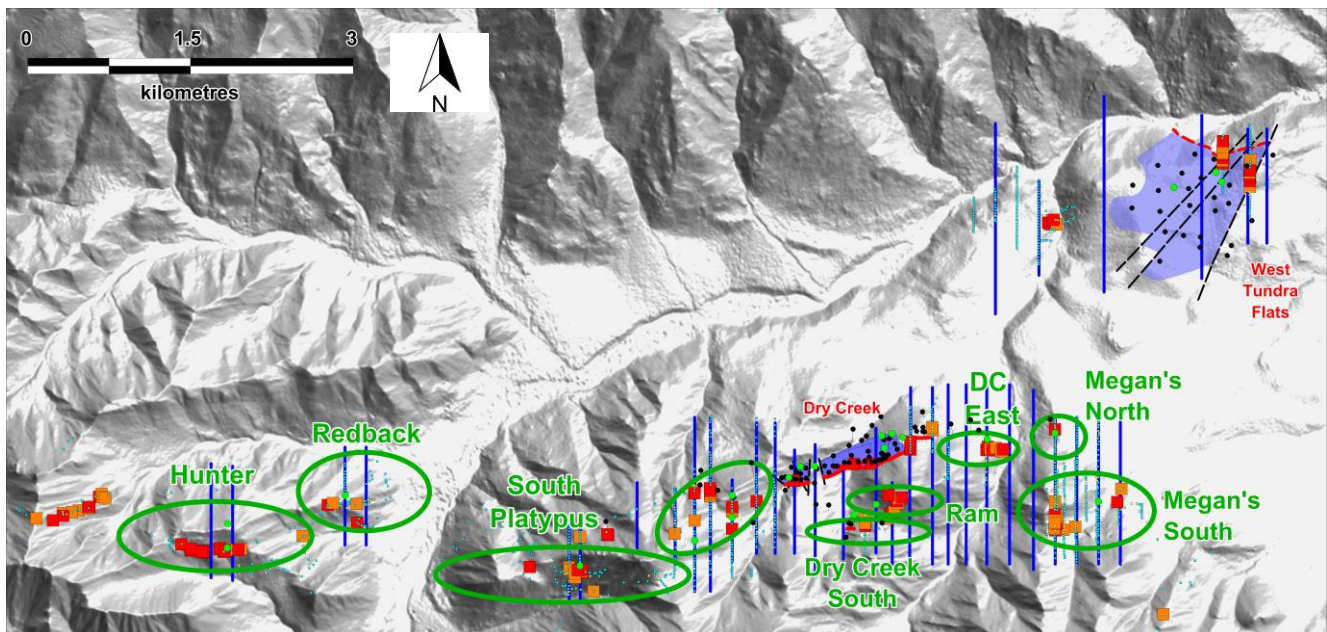 0 1.5 3
kilometres
N
West
Tundra
Flats
DC
East
Megan's
North
Dry Creek
Redback
Hunter
South
Platypus
Ram
Megan's
South
Dry Creek
South